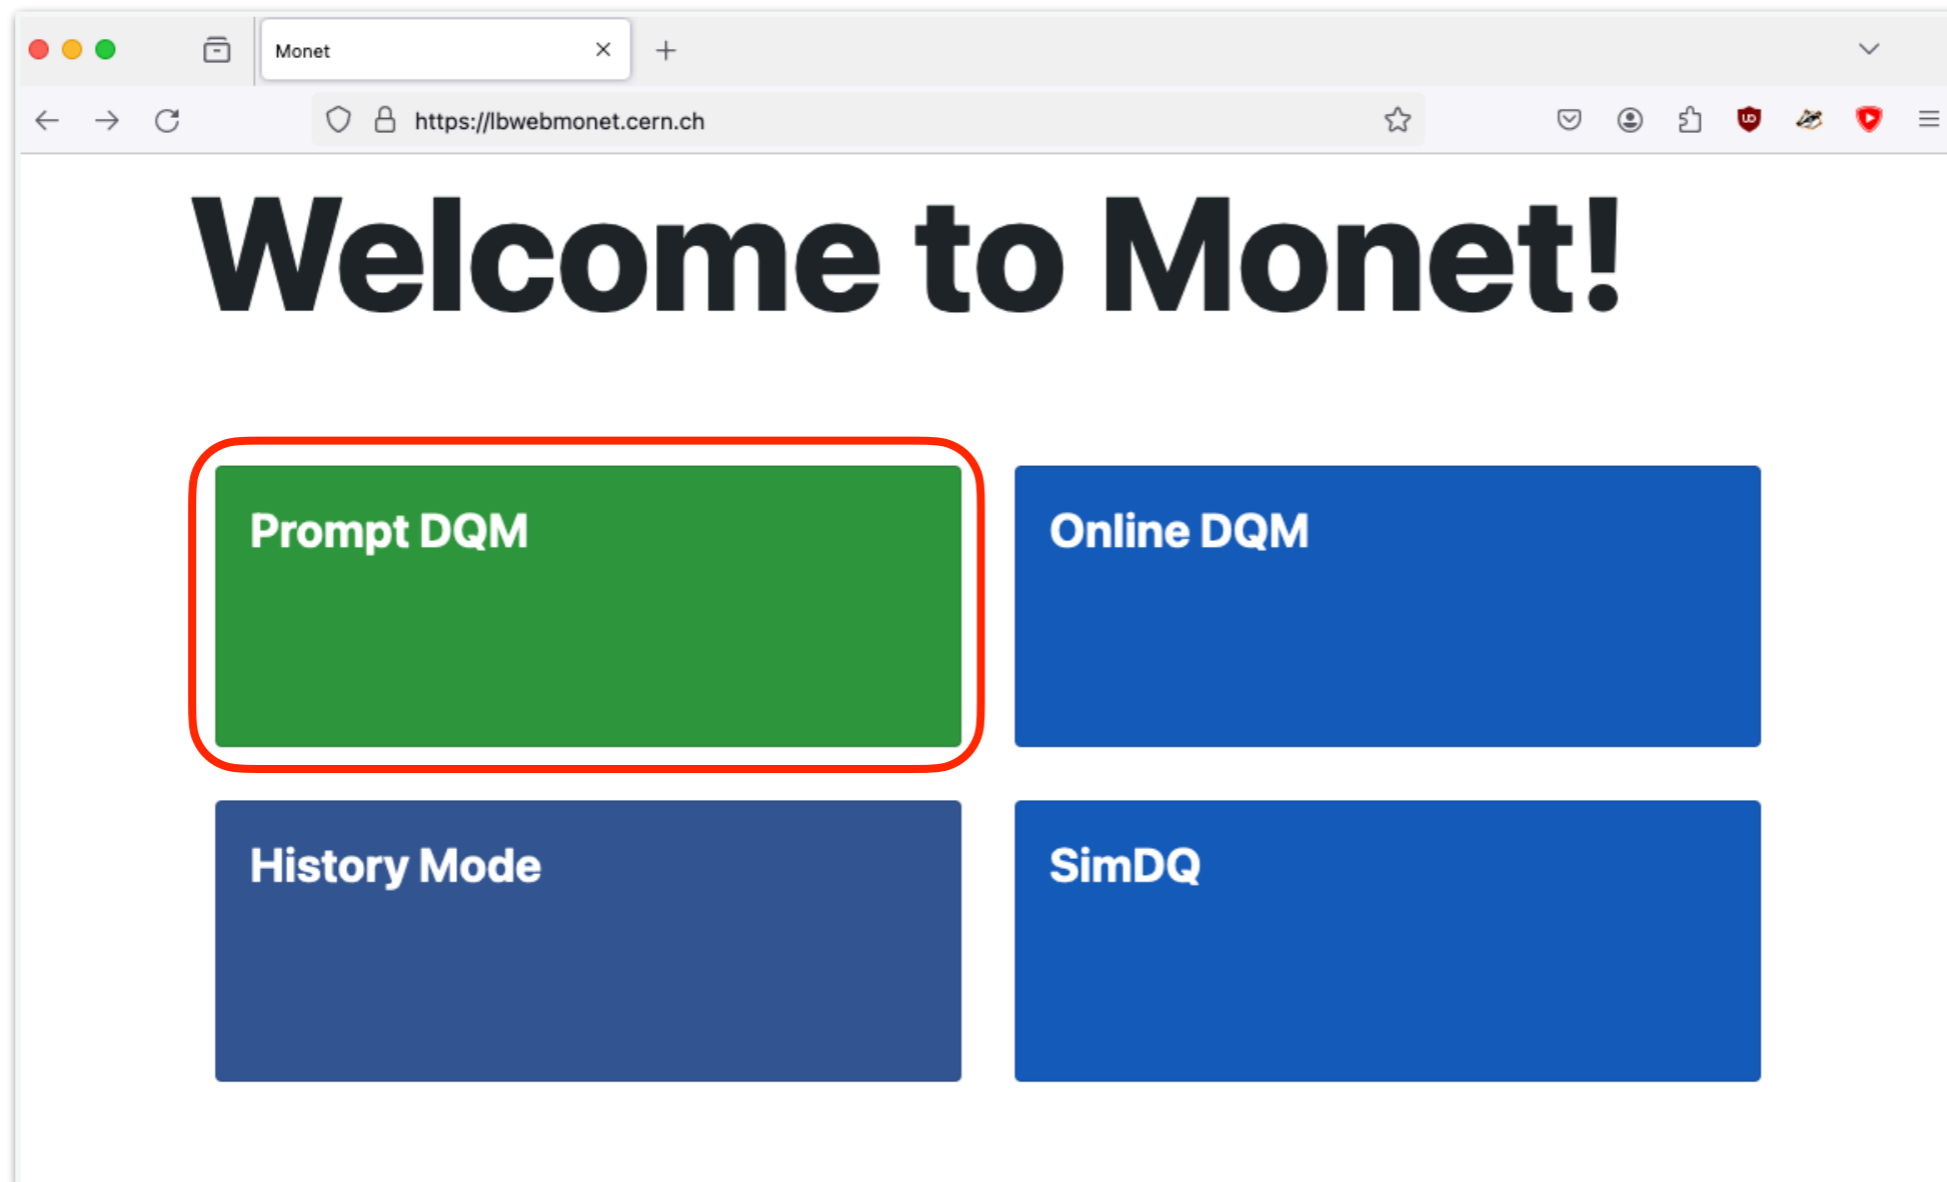 Monet
https://lbwebmonet.cern.ch
Welcome to Monet!
Prompt DQM
Online DQM
History Mode
SimDQ